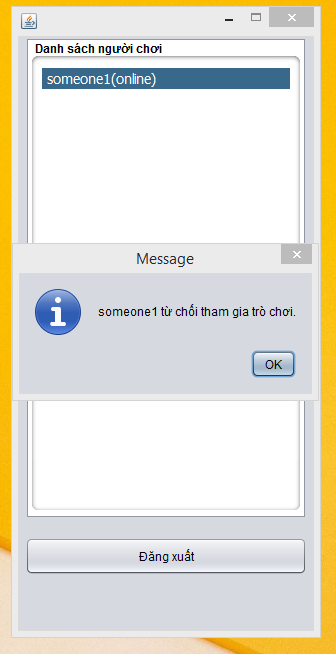 Danh sách người chơi
someone1(online)
Message
someone1 từ chối tham gia trò chơi.
OK
Đăng xuất